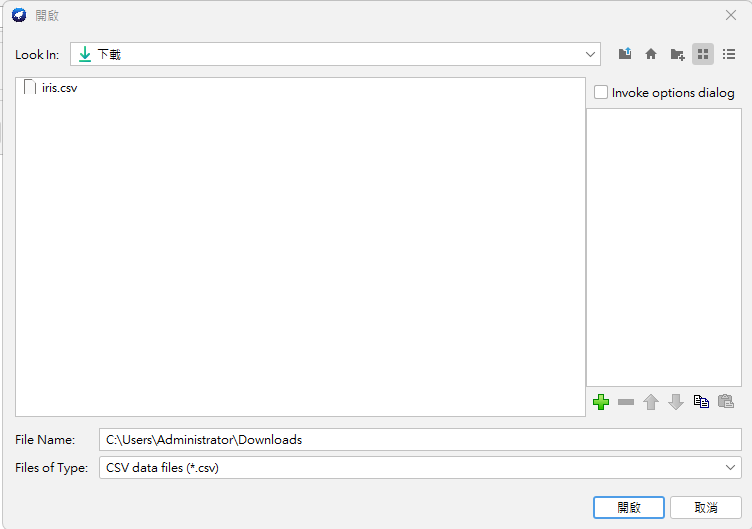 開啟
Look In: 下載
iris.csv
Invoke options dialog
File Name: C:\Users\Administrator\Downloads
Files of Type: CSV data files (*.csv)
開啟 取消